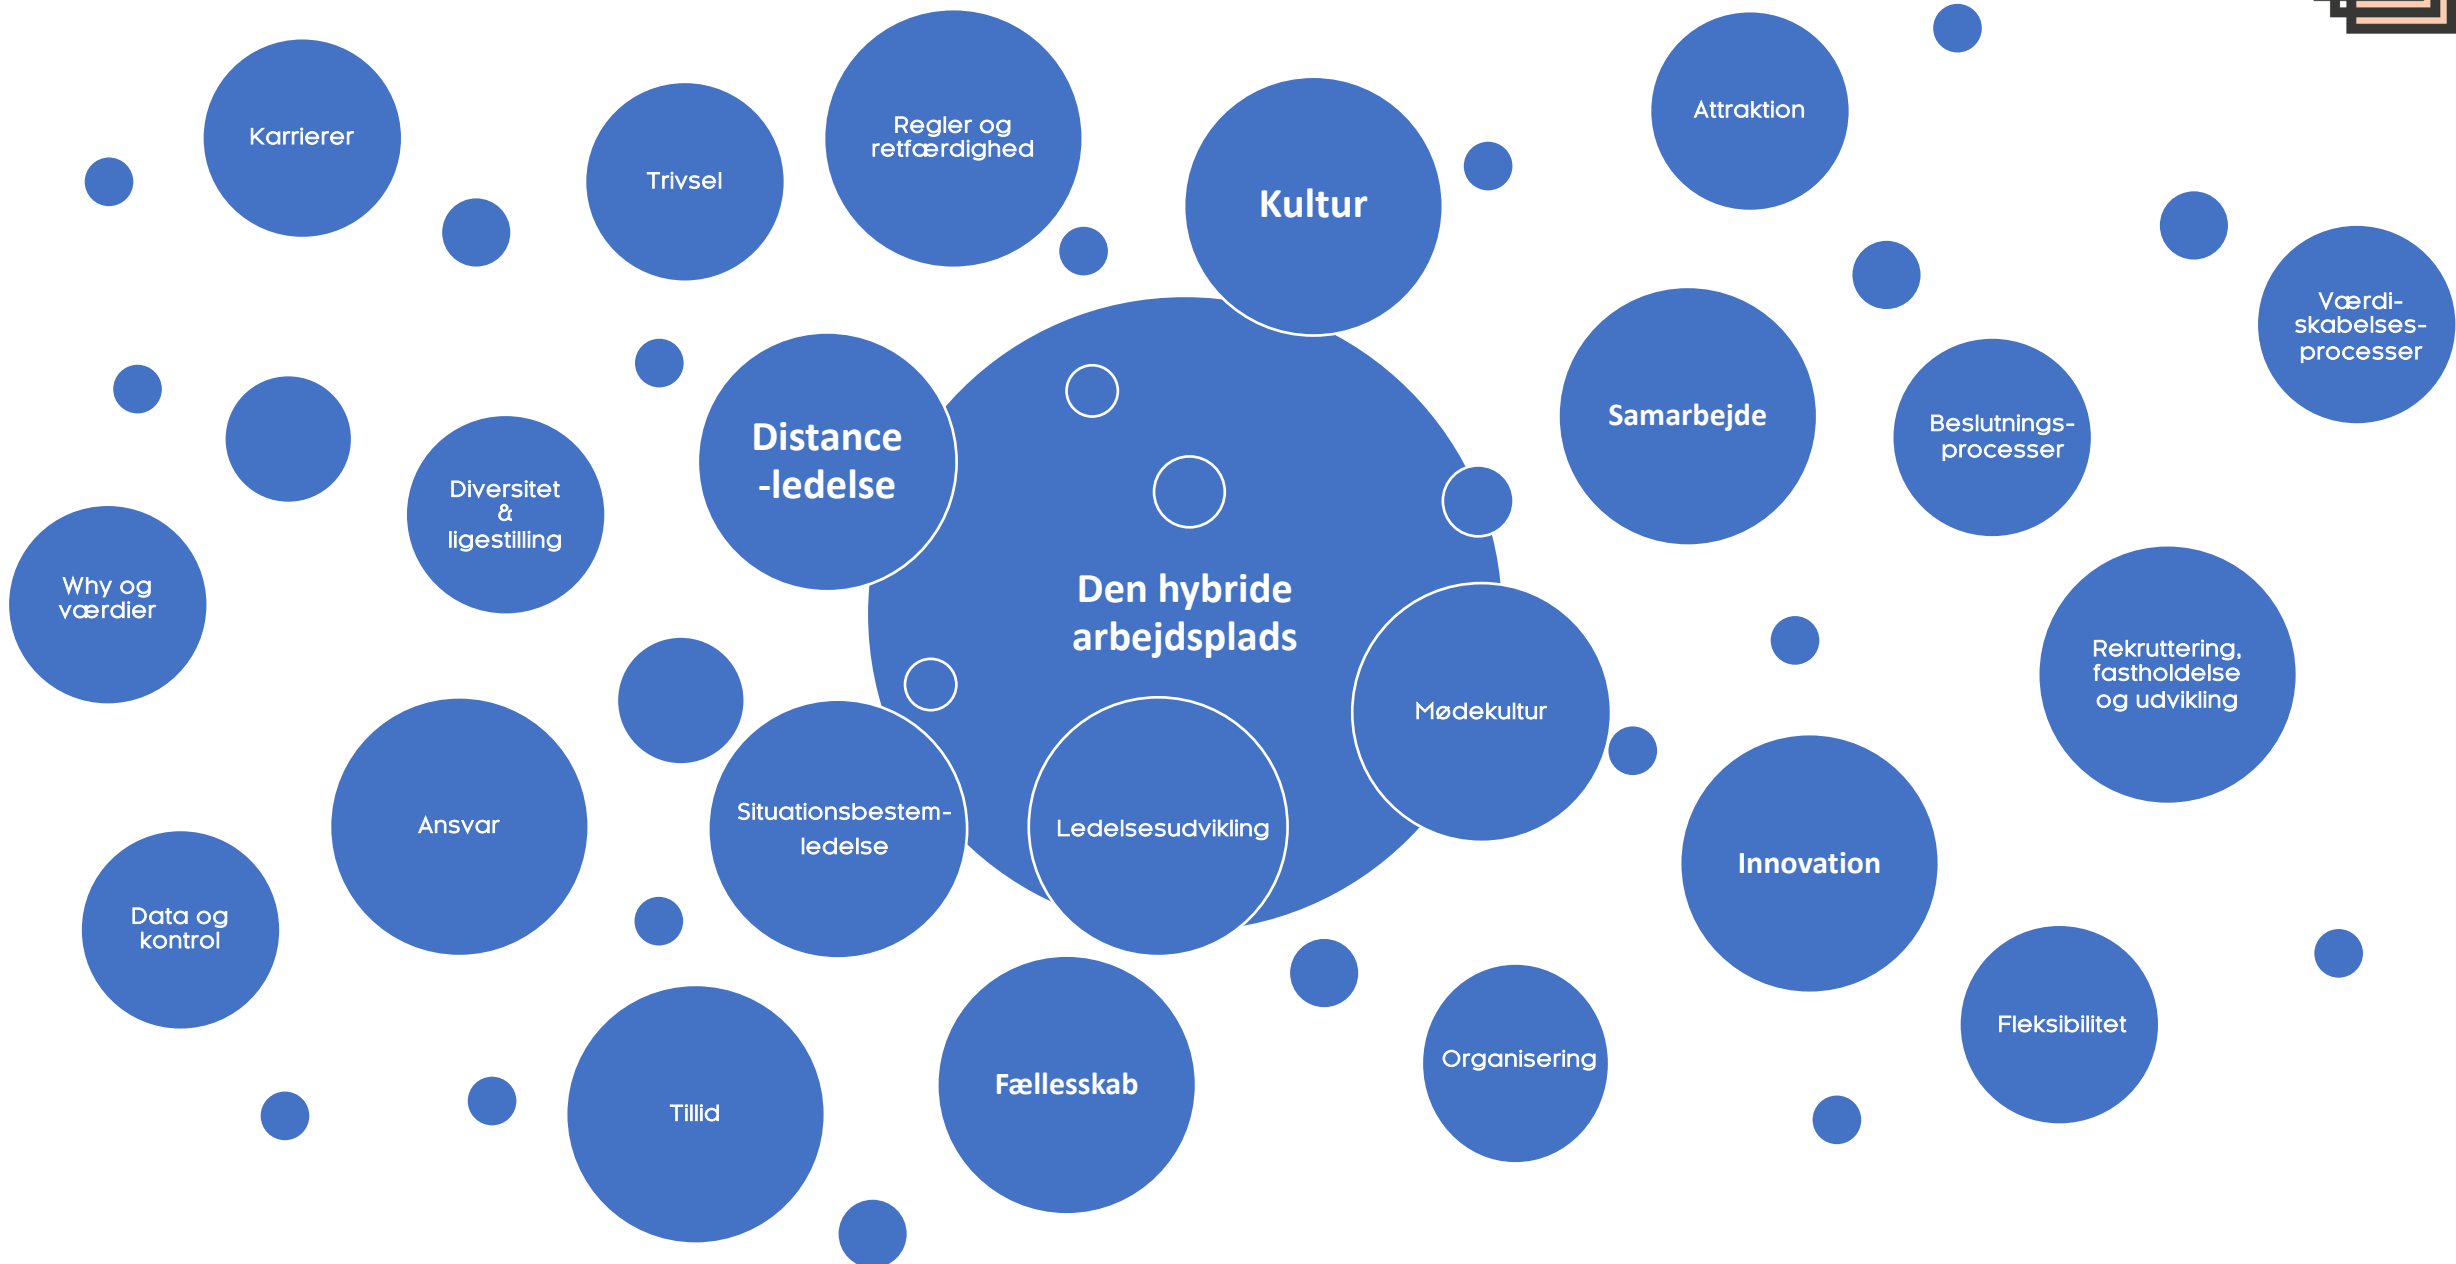 Karrierer
Trivsel
Regler og
retfærdighed
Kultur
Attraktion
Værdi-
skabelses-
processer
Distance
-ledelse
Samarbejde
Beslutnings-
processer
Diversitet
&
ligestilling
Why og
værdier
Den hybride
arbejdsplads
Rekruttering,
fastholdelse
og udvikling
Mødekultur
Ansvar
Situationsbestem-
ledelse
Ledelsesudvikling
Innovation
Data og
kontrol
Fleksibilitet
Organisering
Fællesskab
Tillid